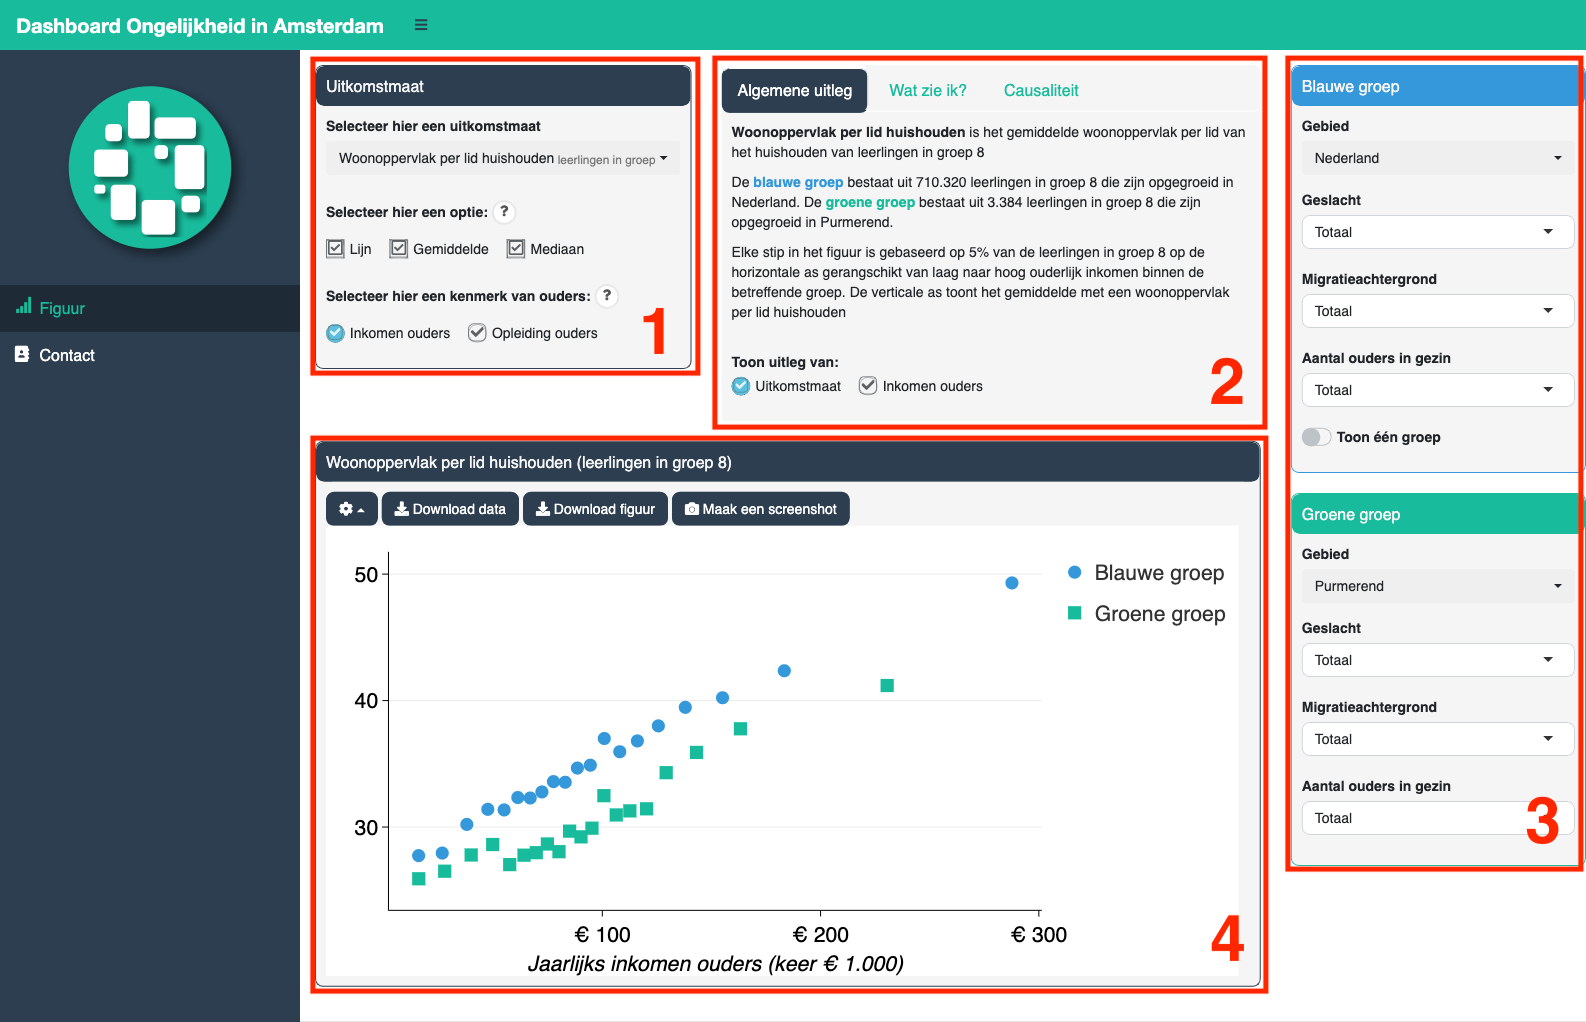 Dashboard Ongelijkheid in Amsterdam
Figuur
Contact
Uitkomstmaat
Selecteer hier een uitkomstmaat
Woonoppervlak per lid huishouden leerlingen in groep
Selecteer hier een optie: ?
Lijn Gemiddelde Mediaan
Selecteer hier een kenmerk van ouders: ?
Inkomen ouders Opleiding ouders
1
Algemene uitleg Wat zie ik? Causaliteit
Woonoppervlak per lid huishouden is het gemiddelde woonoppervlak per lid van
het huishouden van leerlingen in groep 8
De blauwe groep bestaat uit 710.320 leerlingen in groep 8 die zijn opgegroeid in
Nederland. De groene groep bestaat uit 3.384 leerlingen in groep 8 die zijn
opgegroeid in Purmerend.
Elke stip in het figuur is gebaseerd op 5% van de leerlingen in groep 8 op de
horizontale as gerangschikt van laag naar hoog ouderlijk inkomen binnen de
betreffende groep. De verticale as toont het gemiddelde met een woonoppervlak
per lid huishouden
Toon uitleg van:
Uitkomstmaat Inkomen ouders
2
Blauwe groep
Gebied
Nederland
Geslacht
Totaal
Migratieachtergrond
Totaal
Aantal ouders in gezin
Totaal
Toon één groep
Groene groep
Gebied
Purmerend
Geslacht
Totaal
Migratieachtergrond
Totaal
Aantal ouders in gezin
Totaal
3
Woonoppervlak per lid huishouden (leerlingen in groep 8)
Download data Download figuur Maak een screenshot
50
40
30
€ 100 € 200 € 300
Jaarlijks inkomen ouders (keer € 1.000)
Blauwe groep
Groene groep
4